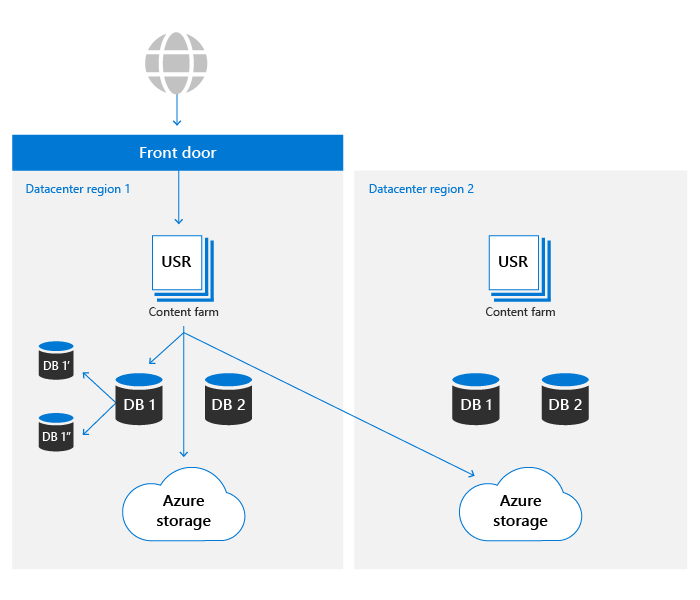 Front door
Datacenter region 1
Datacenter region 2
USR
Content farm
USR
Content farm
DB 1′
DB 1″
DB 1
DB 2
DB 1
DB 2
Azure
storage
Azure
storage